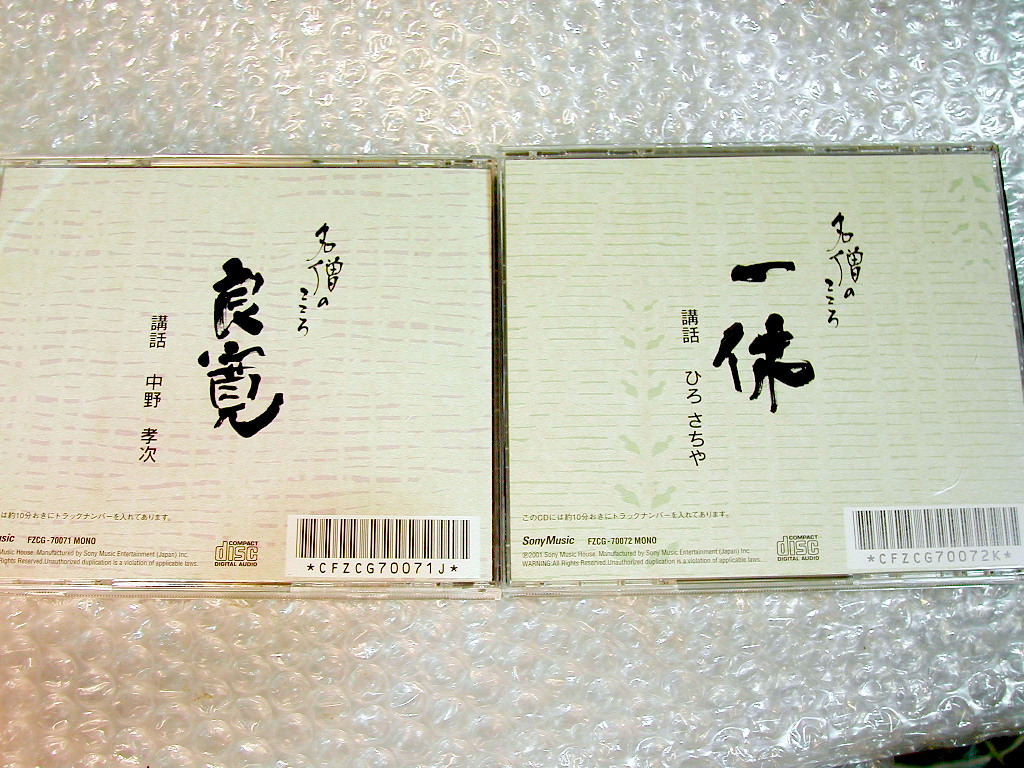 名僧のこころ
良寛
講話 中野 孝次
は約10分おきにトラックナンバーを入れてあります。
usic FZCG-70071 MONO
Music House. Manufactured by Sony Music Entertainment (Japan) Inc.
Rights Reserved.Unauthorized duplication is a violation of applicable laws.
COMPACT
disc
DIGITAL AUDIO
*CFZCG70071J*
名僧のこころ
一休
講話 ひろ さちや
このCDには約10分おきにトラックナンバーを入れてあります。
Sony Music FZCG-70072 MONO
℗2001 Sony Music House. Manufactured by Sony Music Entertainment (Japan) Inc.
WARNING:All Rights Reserved.Unauthorized duplication is a violation of applicable laws.
COMPACT
disc
DIGITAL AUDIO
*CFZCG70072K*